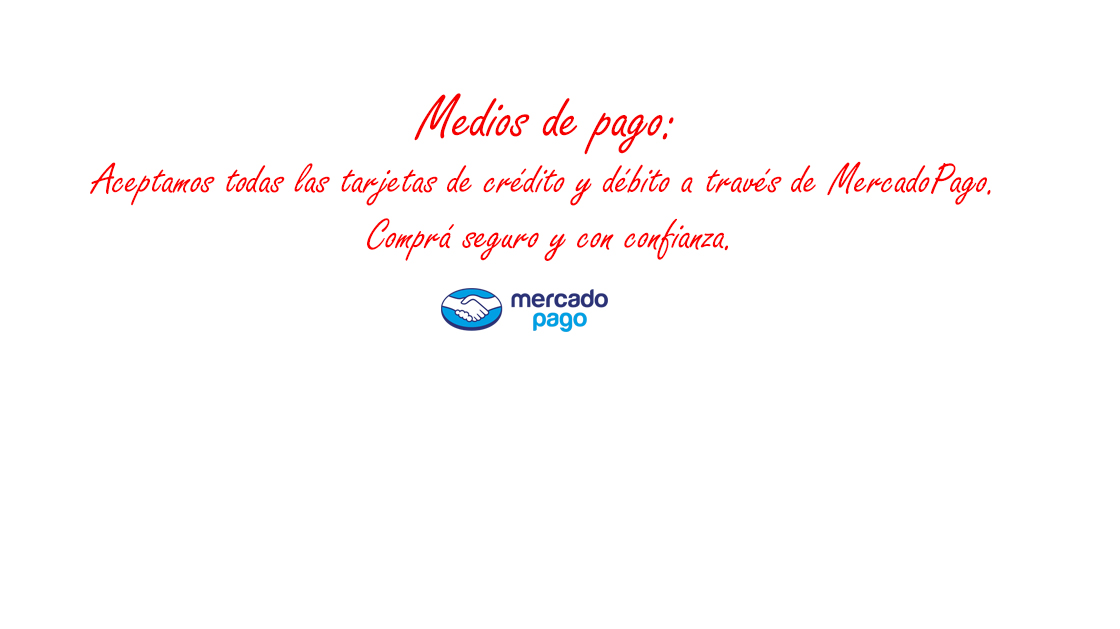 Medios de pago:
Aceptamos todas las tarjetas de crédito y débito a través de MercadoPago.
Comprá seguro y con confianza.
mercado
pago